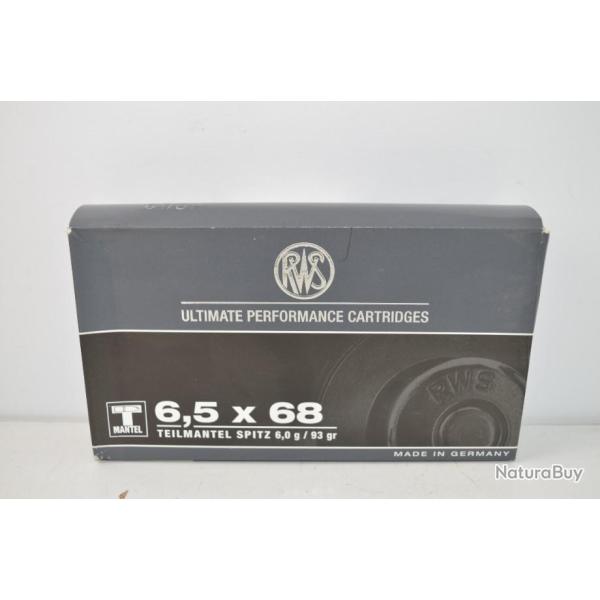 RWS
ULTIMATE PERFORMANCE CARTRIDGES
RWS
T
MANTEL
6,5 x 68
TEILMANTEL SPITZ 6,0 g / 93 gr
MADE IN GERMANY
NaturaBuy